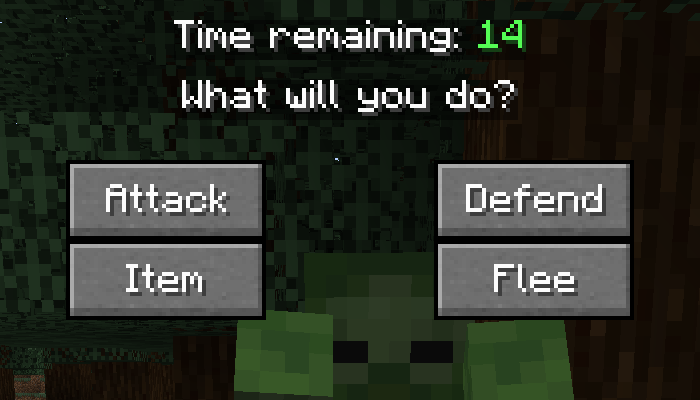 Time remaining: 14
What will you do?
Attack
Defend
Item
Flee